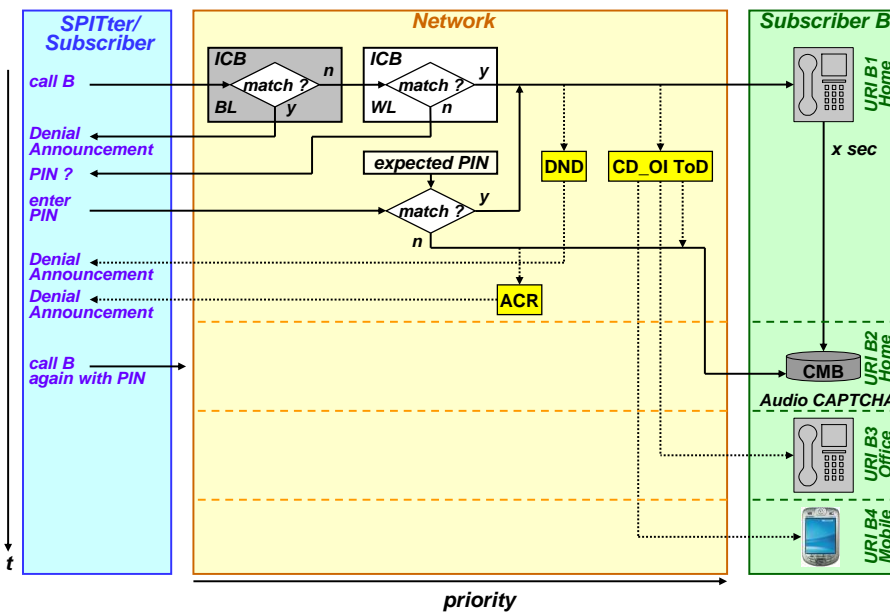 SPITter/
Subscriber
Network
Subscriber B
ICB
match ?
n
BL
y
ICB
match ?
y
WL
n
call B
Denial
Announcement
PIN ?
enter
PIN
expected PIN
match ?
y
n
DND
CD_OI ToD
ACR
Denial
Announcement
Denial
Announcement
call B
again with PIN
x sec
URI B1
Home
CMB
URI B2
Home
Audio CAPTCHA
URI B3
Office
URI B4
Mobile
t
priority